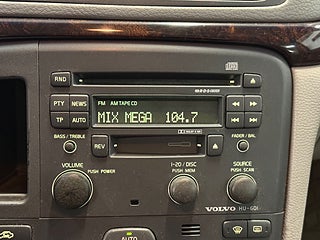 RND
PTY NEWS
FM AM TAPE CD
TP AUTO
MIX MEGA 104.7
BASS / TREBLE
FADER / BAL
REV
VOLUME
PUSH POWER
1-20 / DISC
PUSH MEM
SOURCE
PUSH SCAN
VOLVO HU-601
AUTO